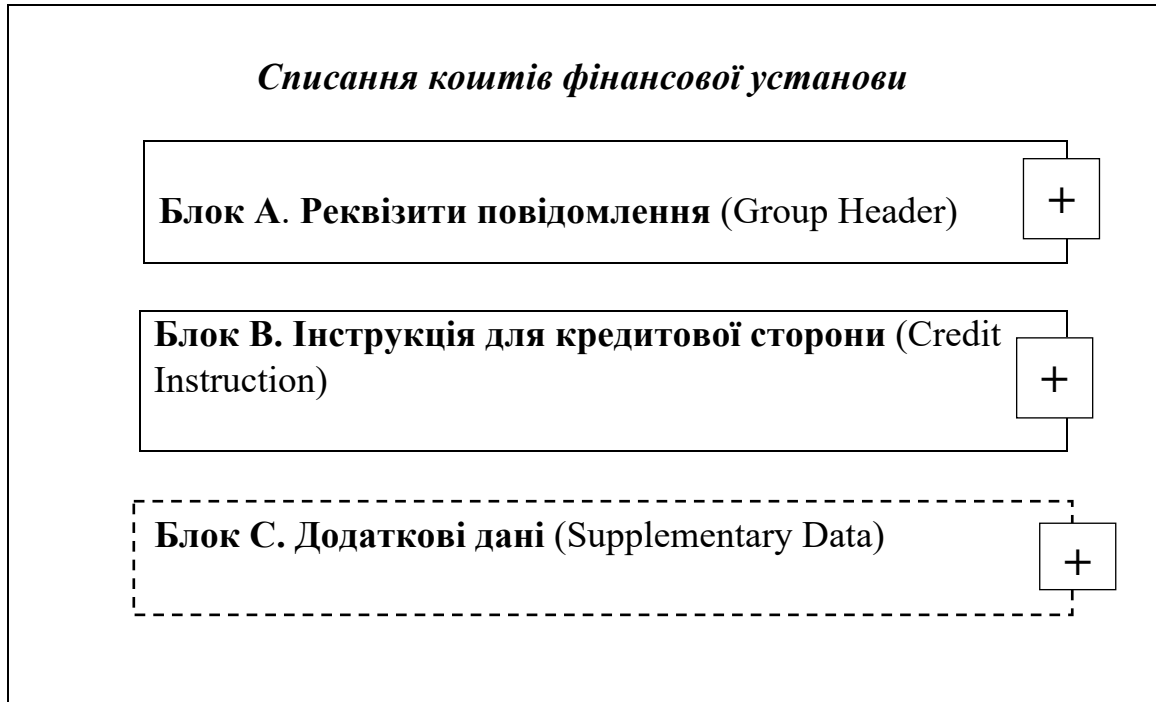 Списання коштів фінансової установи
Блок А. Реквізити повідомлення (Group Header)
+
Блок В. Інструкція для кредитової сторони (Credit
Instruction)
+
Блок С. Додаткові дані (Supplementary Data)
+